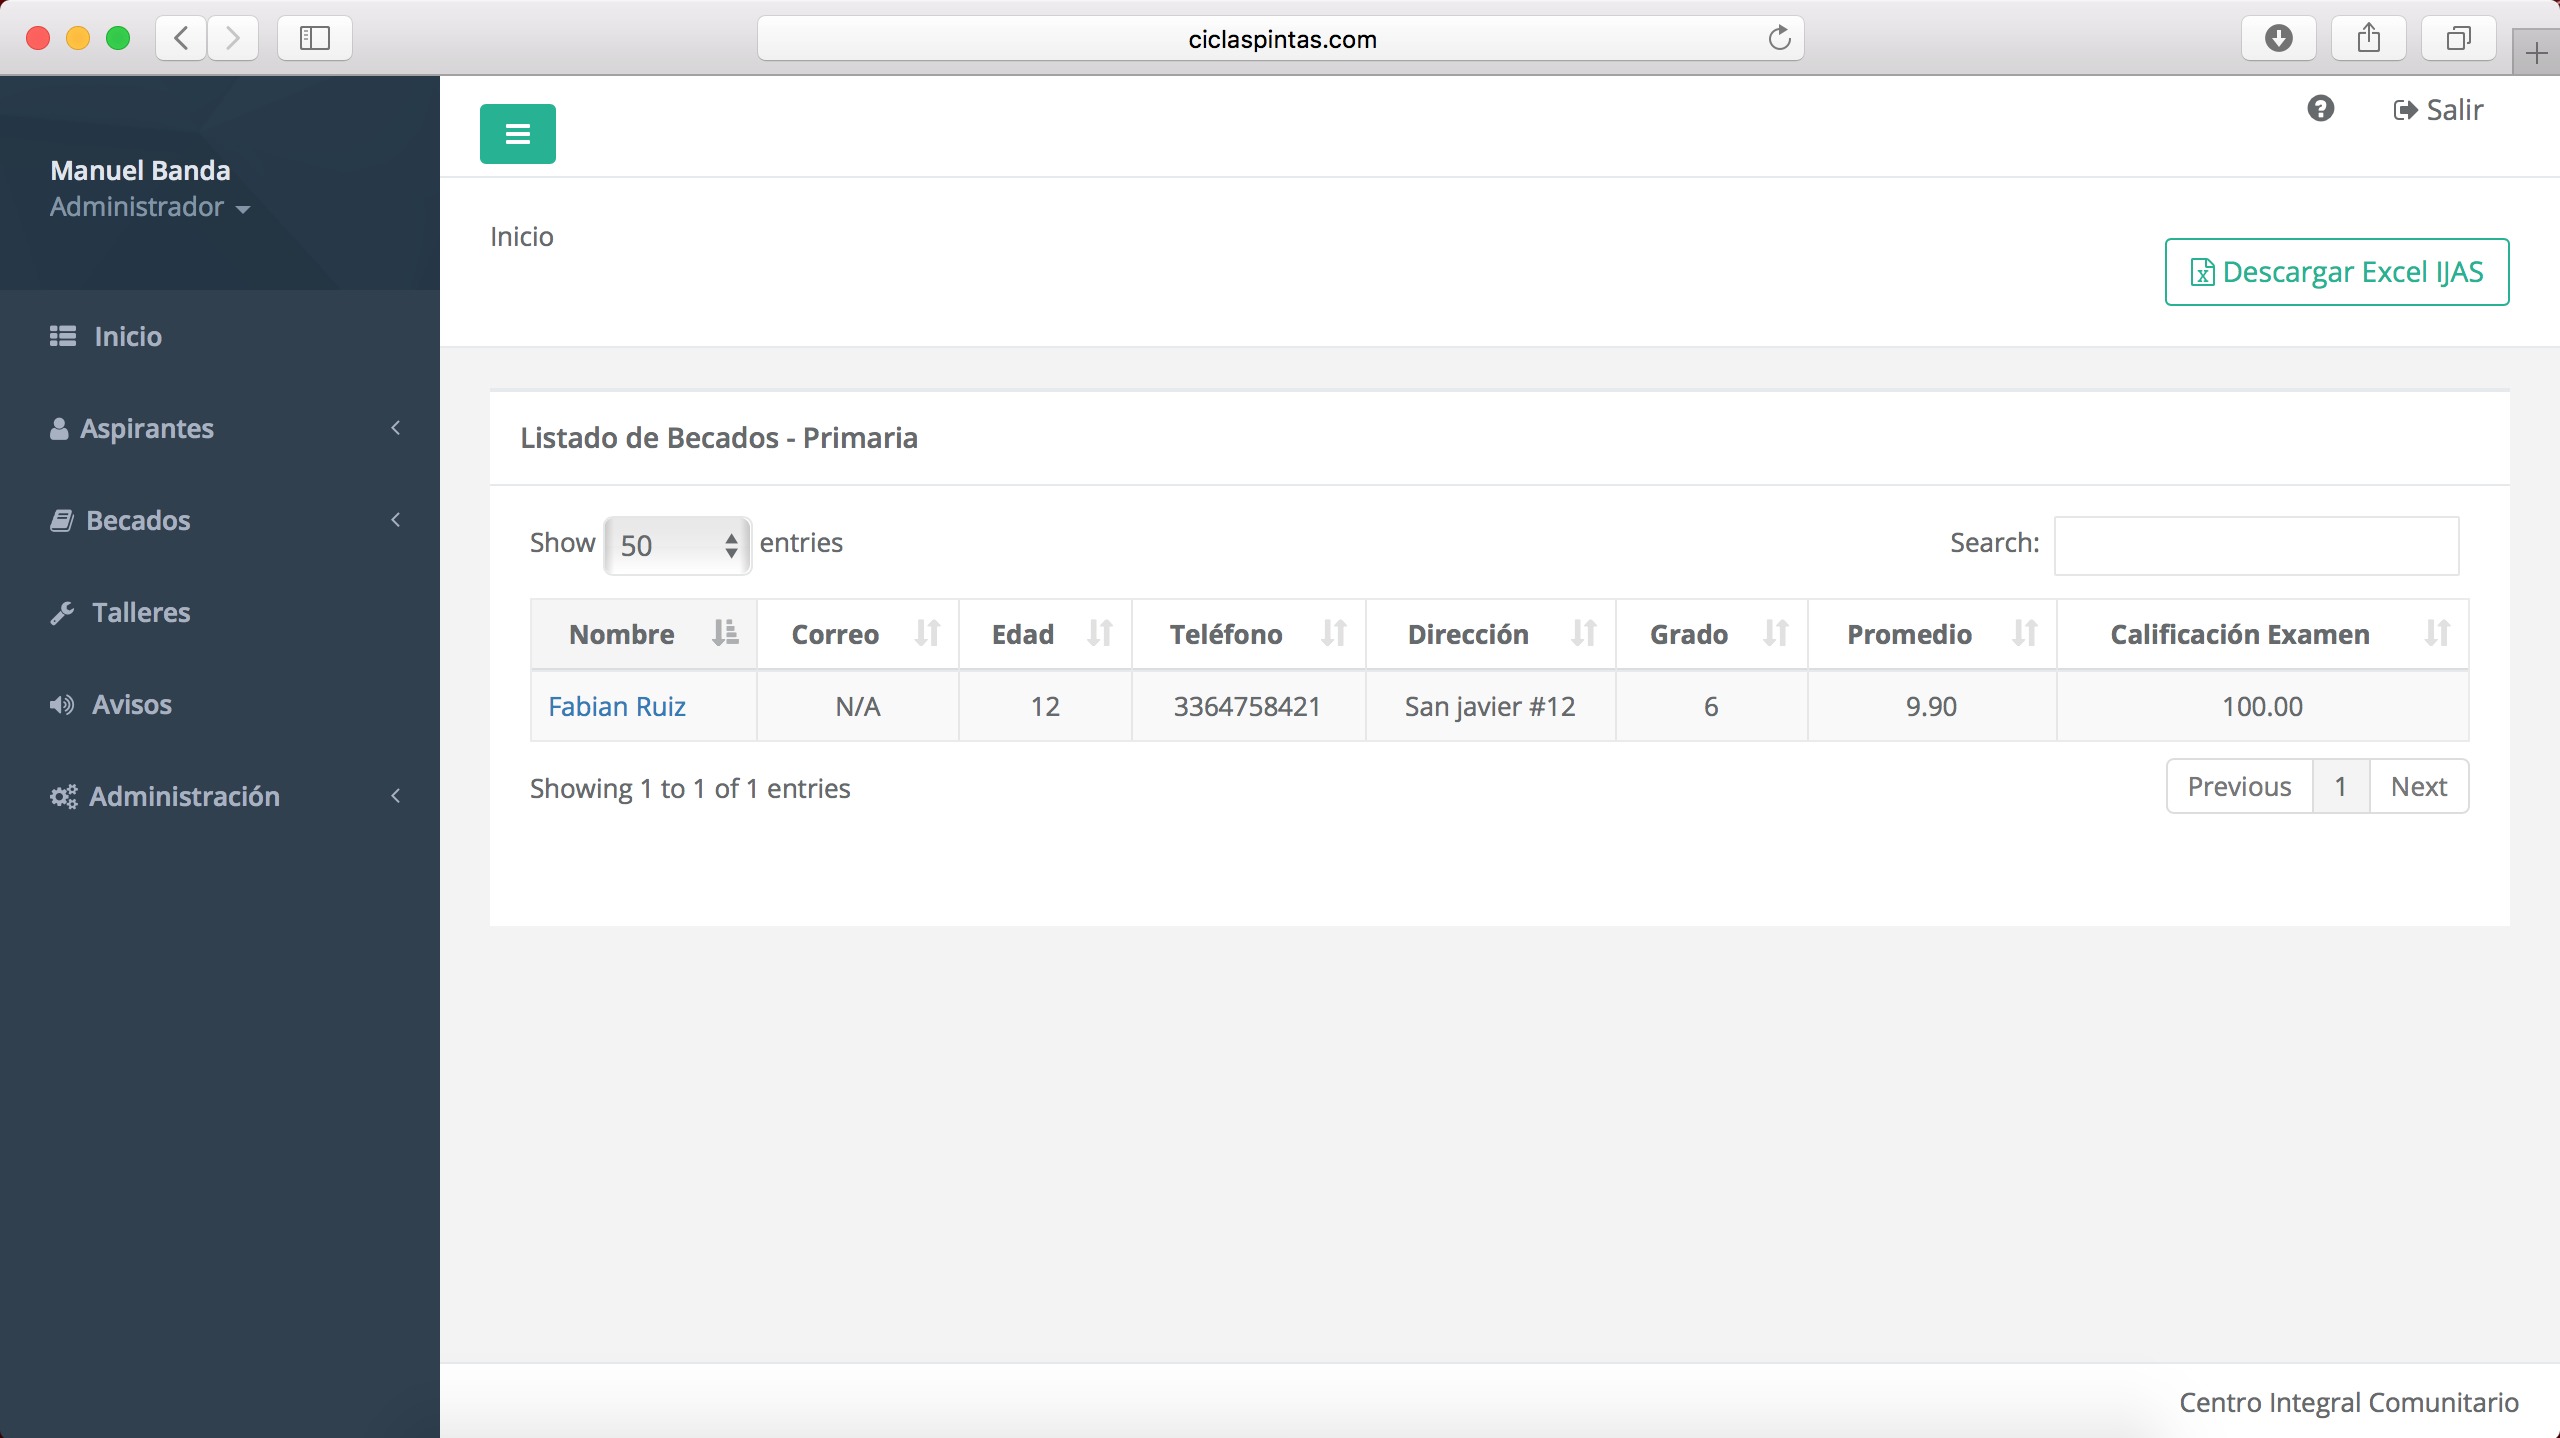 ciclaspintas.com
Manuel Banda
Administrador
Inicio
Aspirantes
Becados
Talleres
Avisos
Administración
Salir
Inicio
Descargar Excel IJAS
Listado de Becados - Primaria
Show 50 entries
Search:
Nombre Correo Edad Teléfono Dirección Grado Promedio Calificación Examen
Fabian Ruiz N/A 12 3364758421 San javier #12 6 9.90 100.00
Showing 1 to 1 of 1 entries
Previous 1 Next
Centro Integral Comunitario